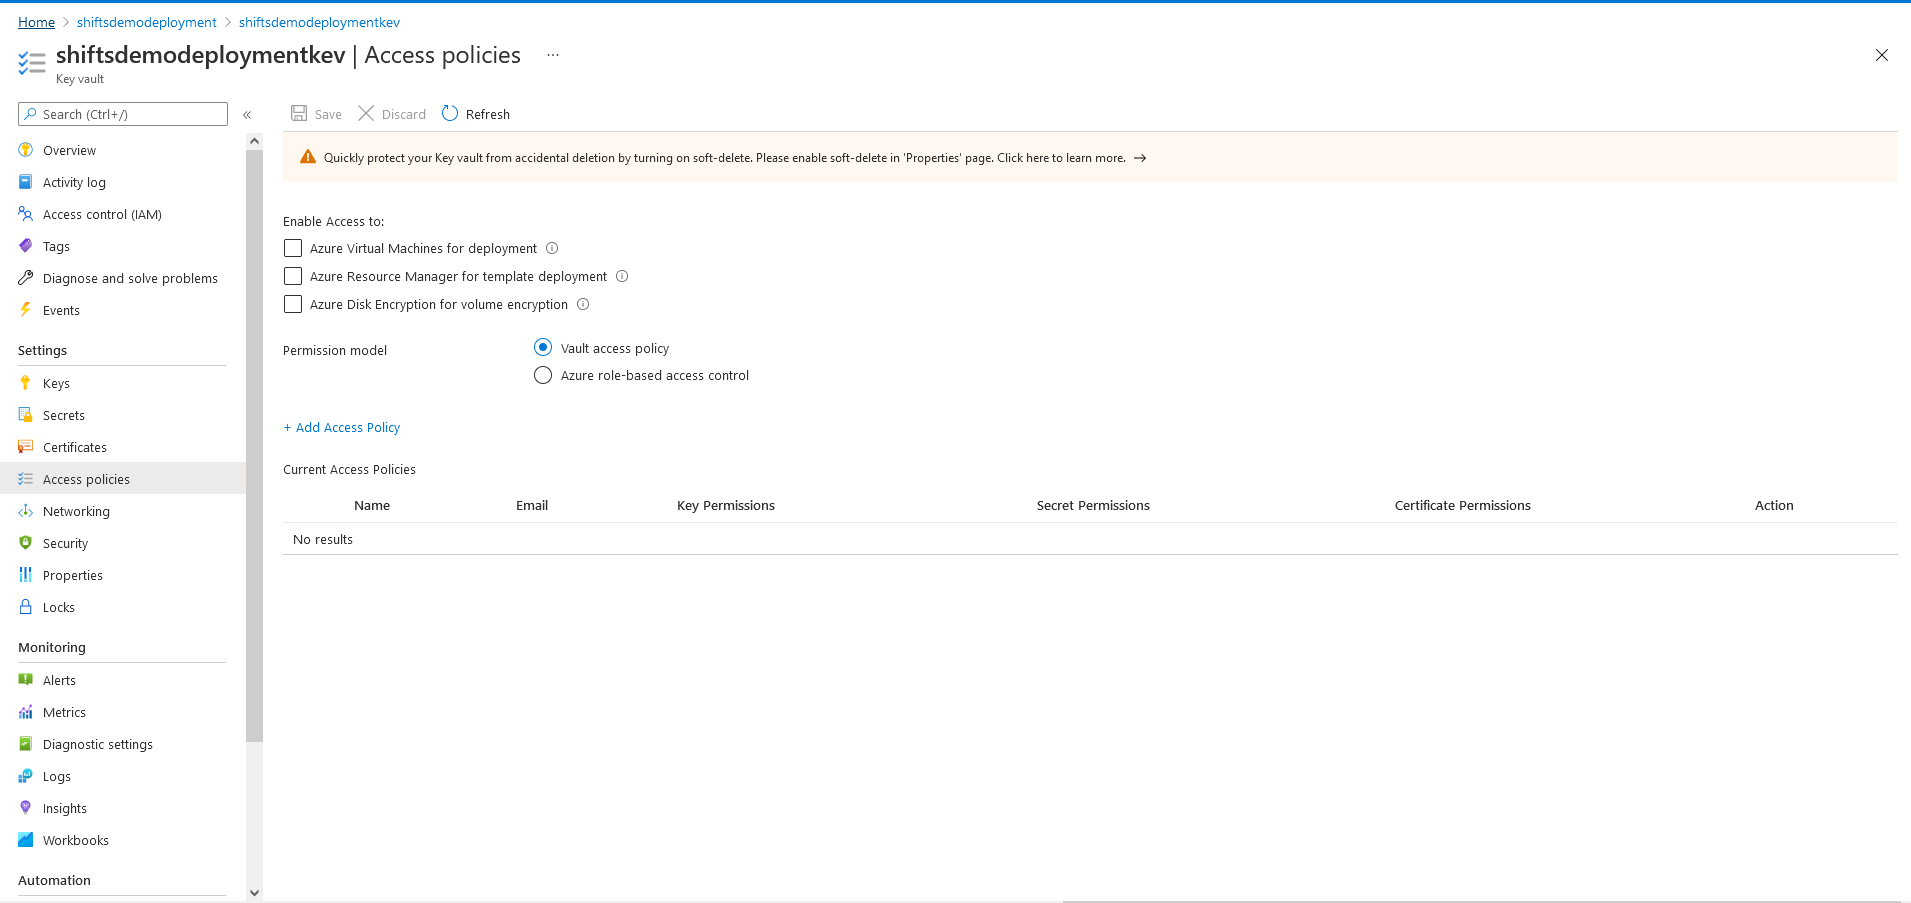 Home > shiftsdemodeployment > shiftsdemodeploymentkev
shiftsdemodeploymentkev | Access policies ...
Key vault
Search (Ctrl+/)
«
Overview
Activity log
Access control (IAM)
Tags
Diagnose and solve problems
Events
Settings
Keys
Secrets
Certificates
Access policies
Networking
Security
Properties
Locks
Monitoring
Alerts
Metrics
Diagnostic settings
Logs
Insights
Workbooks
Automation
Save Discard Refresh
Quickly protect your Key vault from accidental deletion by turning on soft-delete. Please enable soft-delete in 'Properties' page. Click here to learn more. →
Enable Access to:
Azure Virtual Machines for deployment
Azure Resource Manager for template deployment
Azure Disk Encryption for volume encryption
Permission model
Vault access policy
Azure role-based access control
+ Add Access Policy
Current Access Policies
Name Email Key Permissions Secret Permissions Certificate Permissions Action
No results